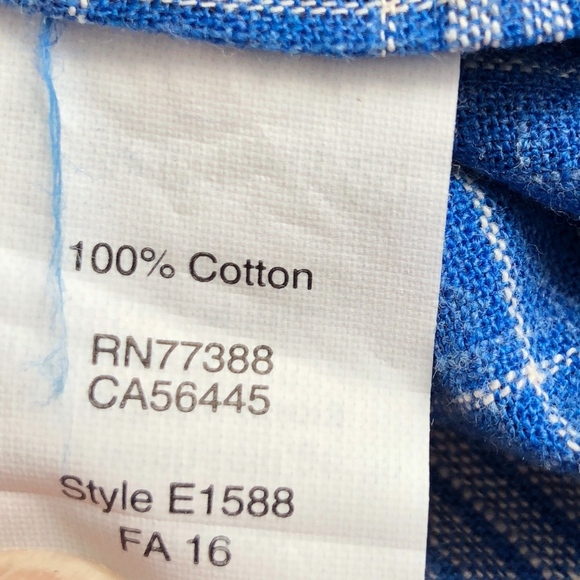 100% Cotton
RN77388
CA56445
Style E1588
FA 16